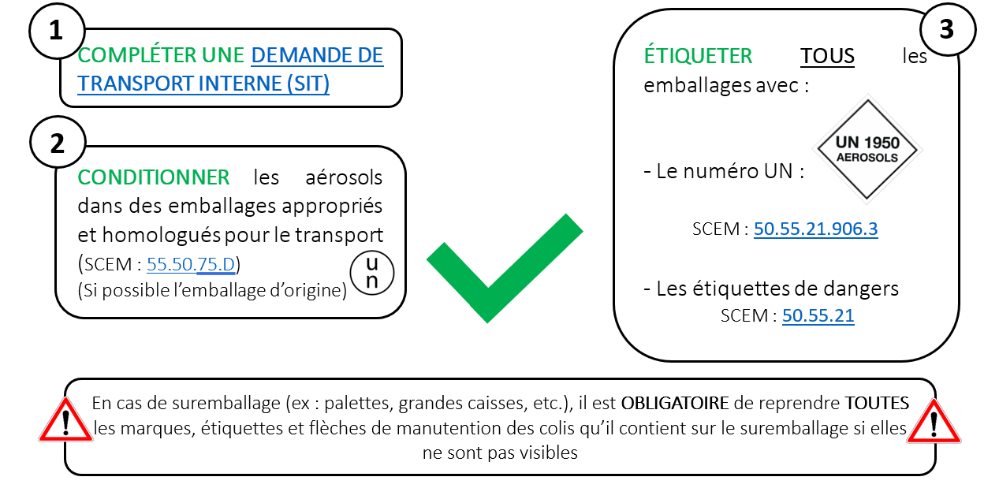 1
COMPLÉTER UNE DEMANDE DE
TRANSPORT INTERNE (SIT)
2
CONDITIONNER les aérosols
dans des emballages appropriés
et homologués pour le transport
(SCEM : 55.50.75.D)
(Si possible l’emballage d’origine)
u
n
3
ÉTIQUETER TOUS les
emballages avec :
UN 1950
AEROSOLS
- Le numéro UN :
SCEM : 50.55.21.906.3
- Les étiquettes de dangers
SCEM : 50.55.21
En cas de suremballage (ex : palettes, grandes caisses, etc.), il est OBLIGATOIRE de reprendre TOUTES
les marques, étiquettes et flèches de manutention des colis qu’il contient sur le suremballage si elles
ne sont pas visibles